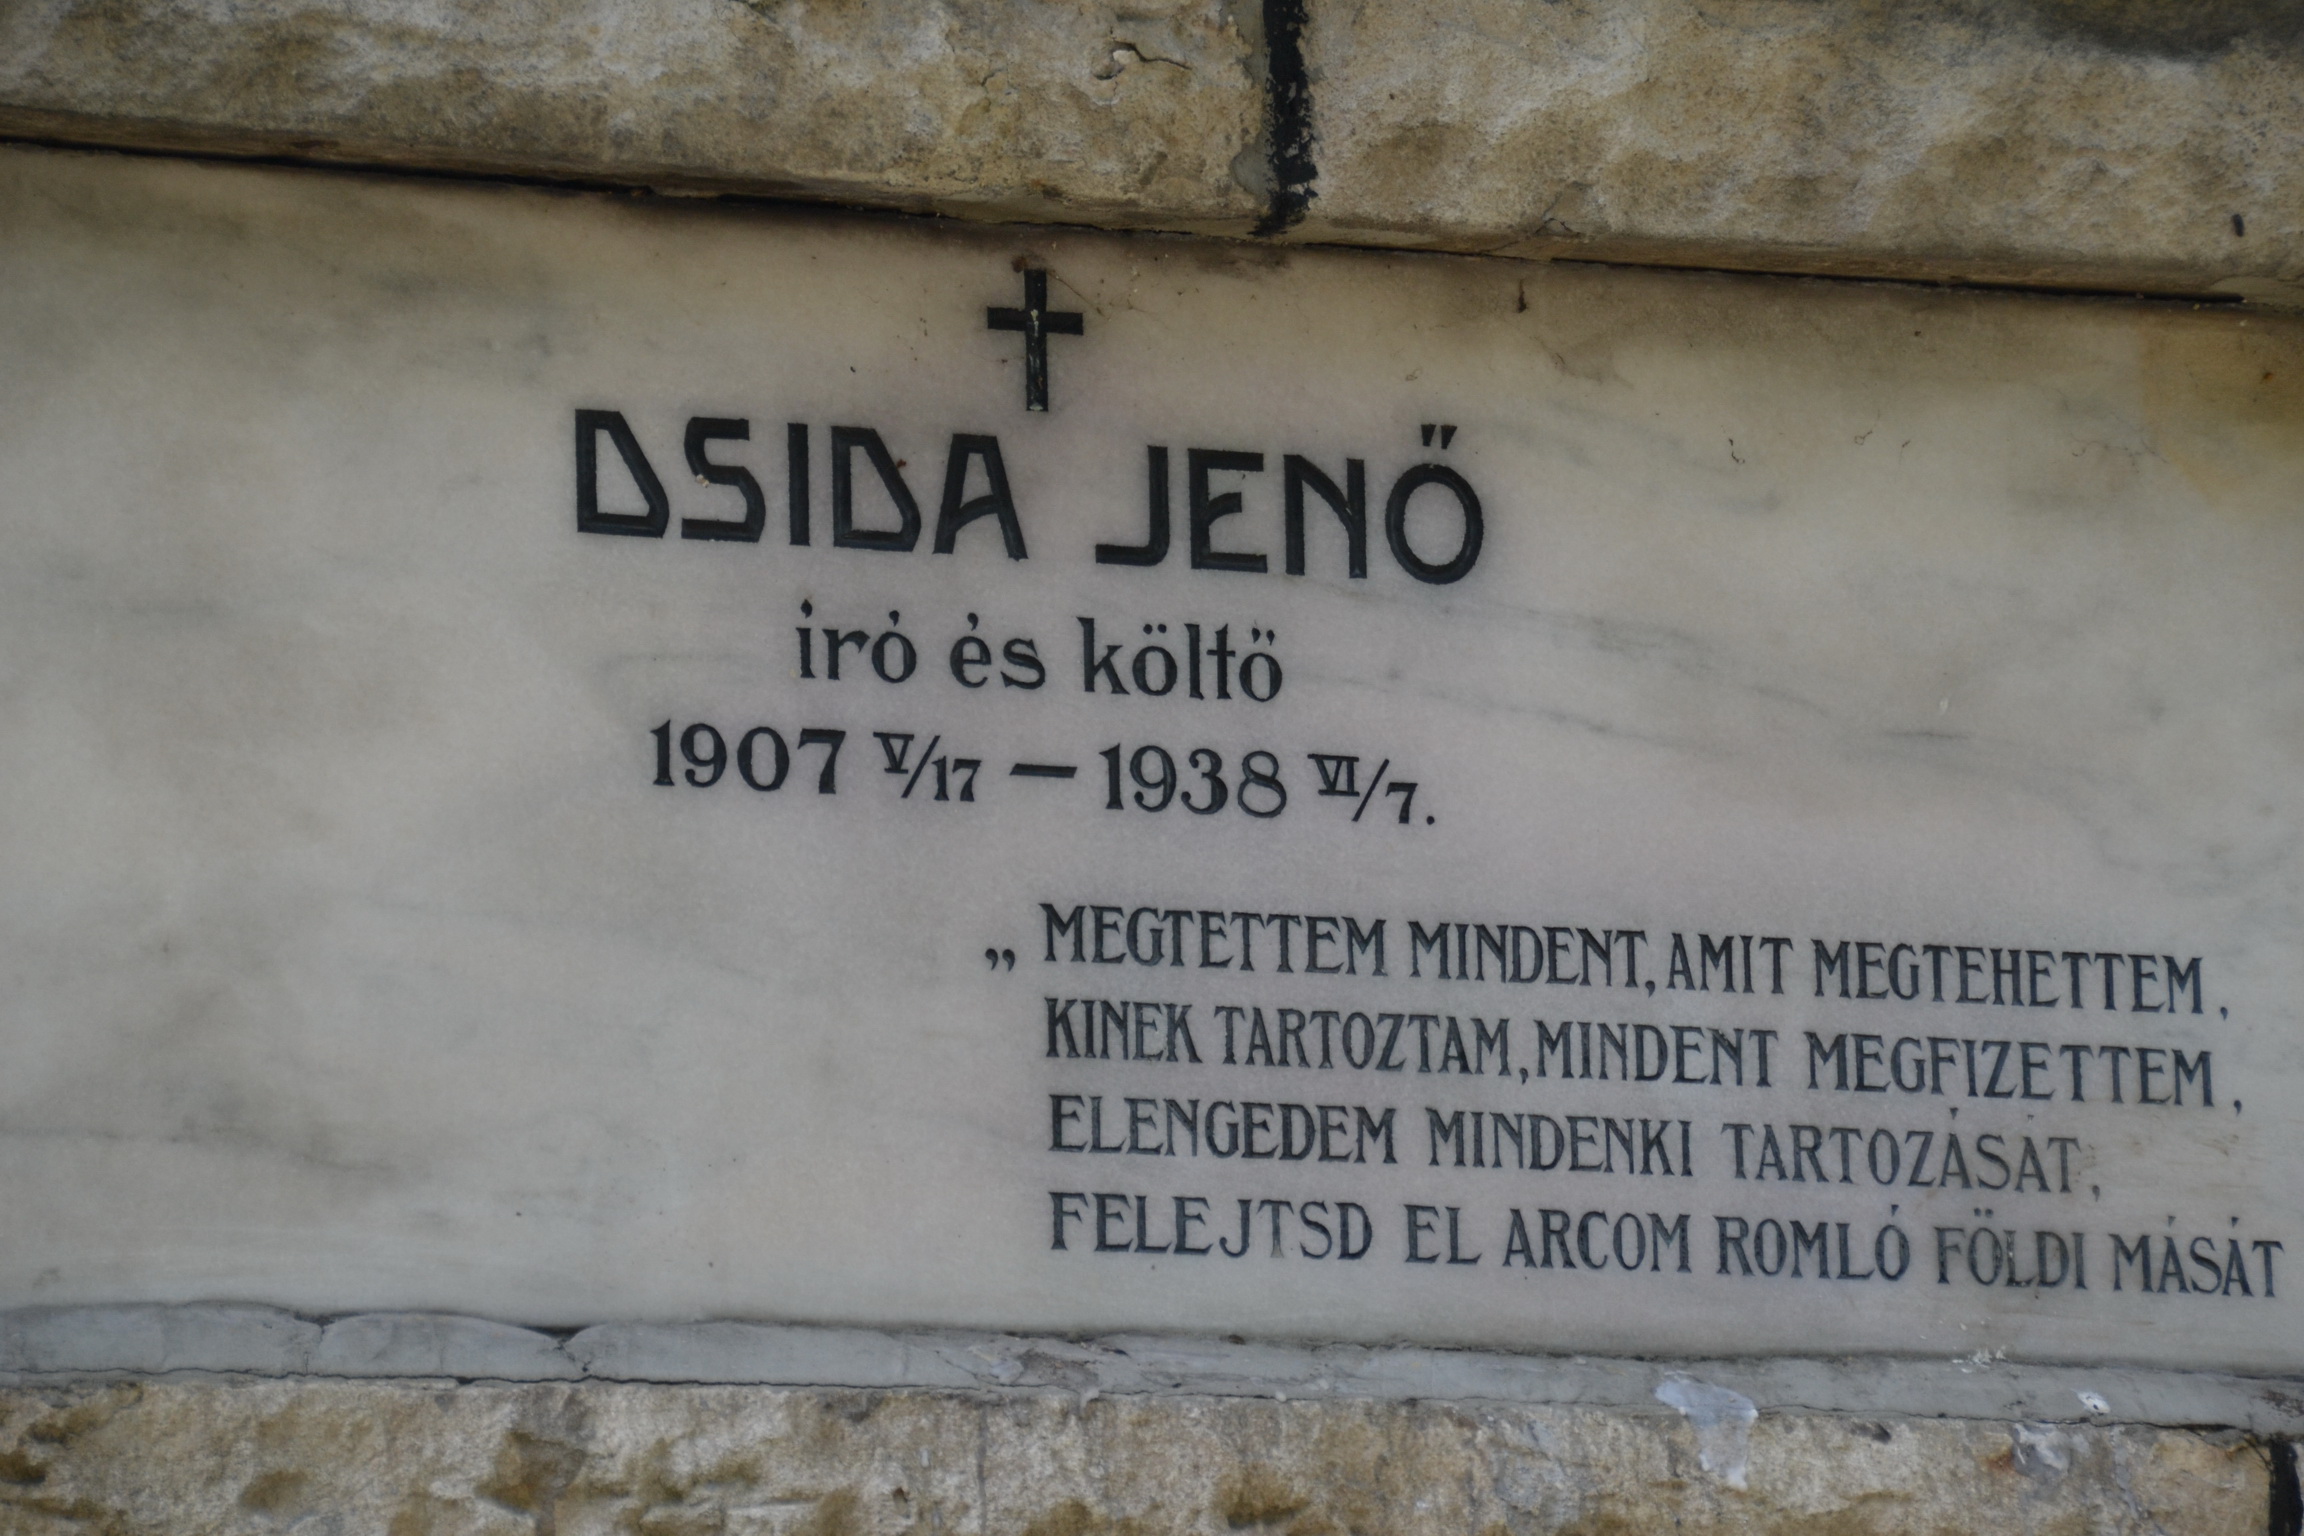 DSIDA JENŐ
író és költö
1907 V/17 – 1938 VI/7.
„MEGTETTEM MINDENT, AMIT MEGTEHETTEM,
KINEK TARTOZTAM, MINDENT MEGFIZETTEM,
ELENGEDEM MINDENKI TARTOZÁSÁT,
FELEJTSD EL ARCOM ROMLÓ FÖLDI MÁSÁT